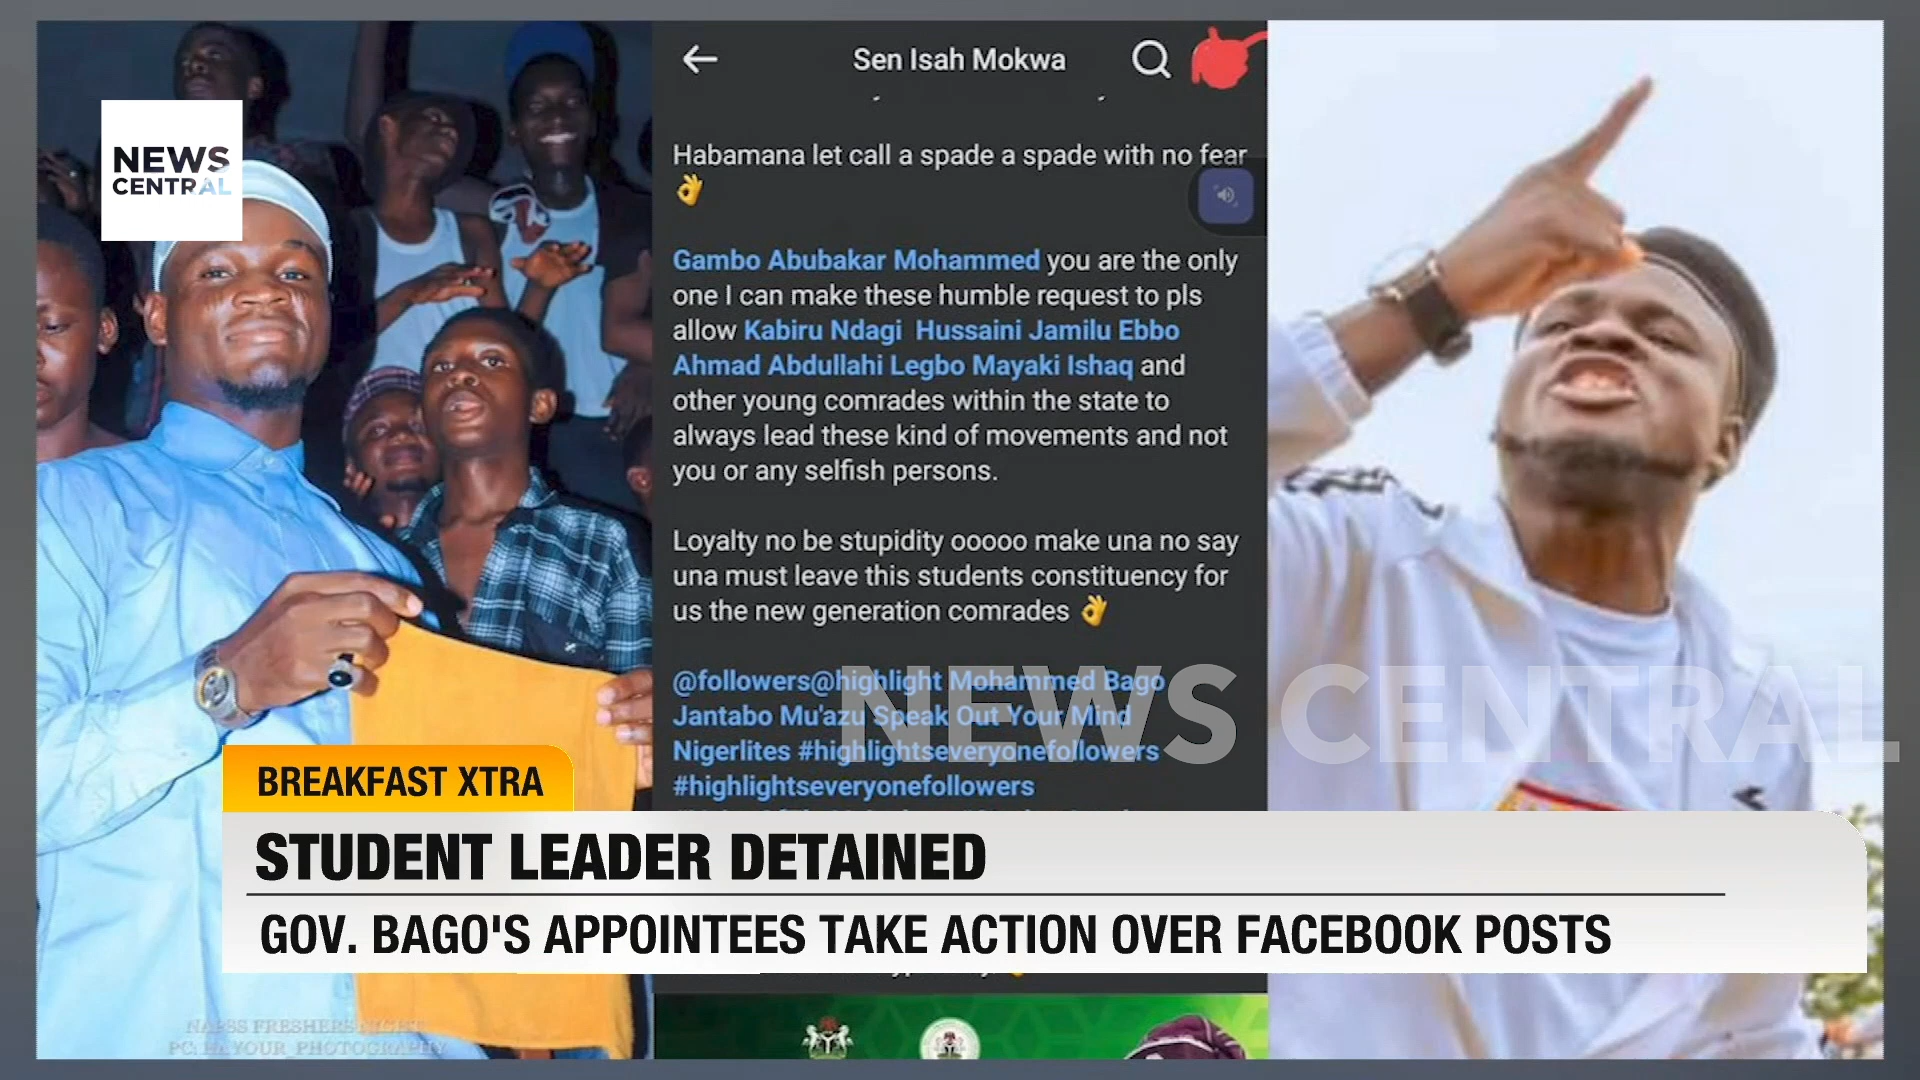 NEWS
CENTRAL
Sen Isah Mokwa
Habamana let call a spade a spade with no fear
👌
Gambo Abubakar Mohammed you are the only
one I can make these humble request to pls
allow Kabiru Ndagi Hussaini Jamilu Ebbo
Ahmad Abdullahi Legbo Mayaki Ishaq and
other young comrades within the state to
always lead these kind of movements and not
you or any selfish persons.
Loyalty no be stupidity ooooo make una no say
una must leave this students constituency for
us the new generation comrades 👌
@followers@highlight Mohammed Bago
Jantabo Mu'azu Speak Out Your Mind
Nigerlites #highlightseveryonefollowers
#highlightseveryonefollowers
NEWS CENTRAL
BREAKFAST XTRA
STUDENT LEADER DETAINED
GOV. BAGO'S APPOINTEES TAKE ACTION OVER FACEBOOK POSTS
NAPSS FRESHERS NIGHT
YOUR_PHOTOGRAPHY